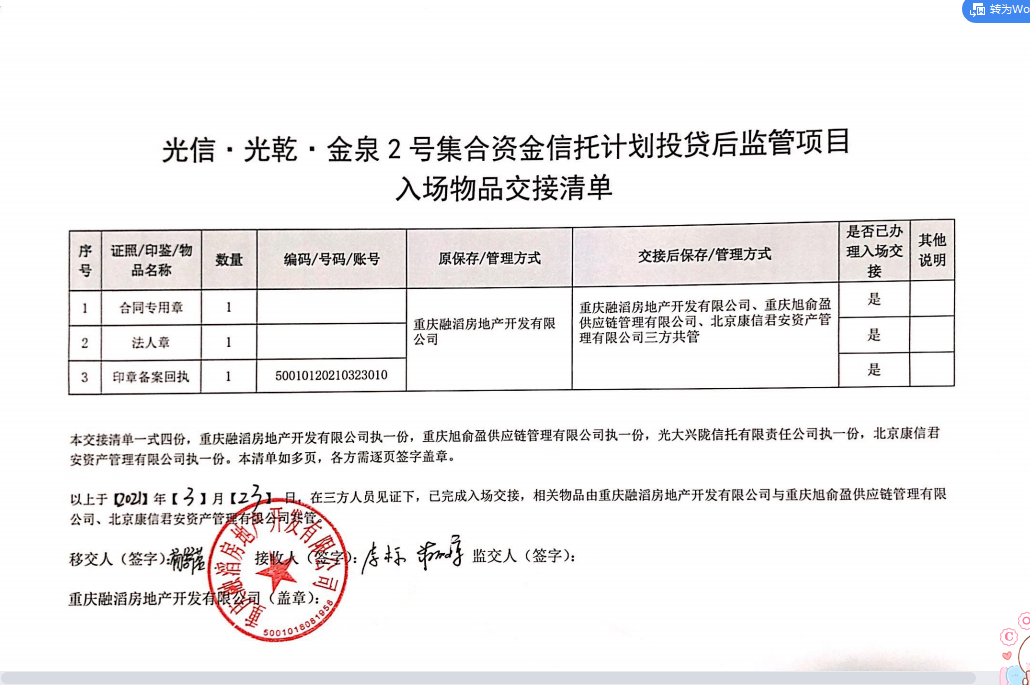 转为Wo
光信·光乾·金泉2号集合资金信托计划投贷后监管项目
入场物品交接清单
序号 证照/印鉴/物品名称 数量 编码/号码/账号 原保存/管理方式 交接后保存/管理方式 是否已办理入场交接 其他说明
1 合同专用章 1 重庆融滔房地产开发有限公司 重庆融滔房地产开发有限公司、重庆旭俞盈供应链管理有限公司、北京康信君安资产管理有限公司三方共管 是
2 法人章 1 是
3 印章备案回执 1 50010120210323010 是
本交接清单一式四份，重庆融滔房地产开发有限公司执一份，重庆旭俞盈供应链管理有限公司执一份，光大兴陇信托有限责任公司执一份，北京康信君
安资产管理有限公司执一份。本清单如多页，各方需逐页签字盖章。
以上于【2021】年【3】月【23】日，在三方人员见证下，已完成入场交接，相关物品由重庆融滔房地产开发有限公司与重庆旭俞盈供应链管理有限
公司、北京康信君安资产管理有限公司共管。
移交人（签字）： 接收人（签字）： 监交人（签字）：
重庆融滔房地产开发有限公司（盖章）：
重庆融滔房地产开发有限公司
5001016081956